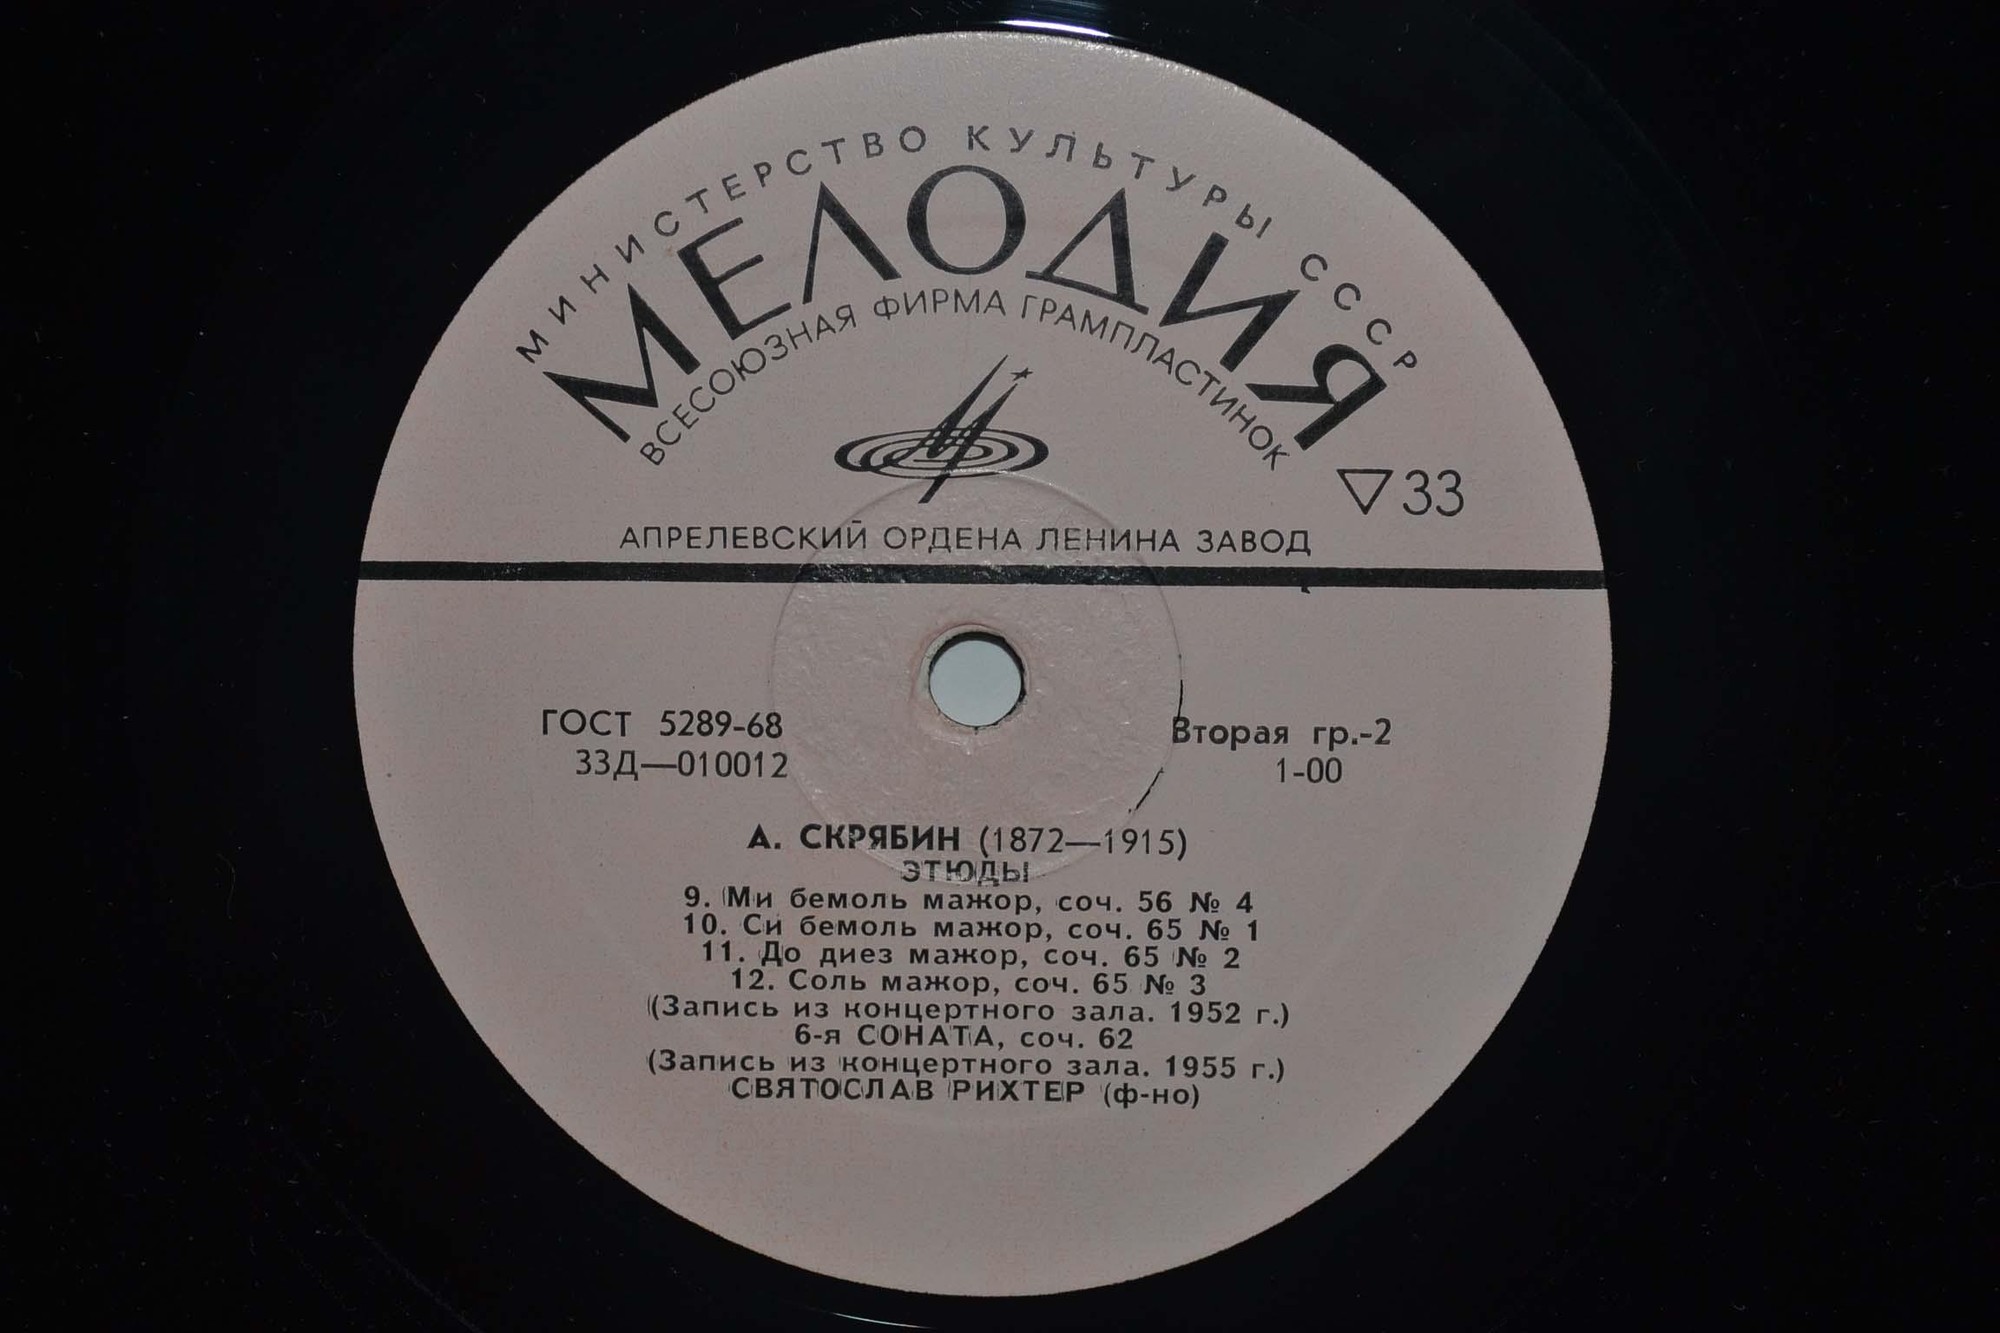 МИНИСТЕРСТВО КУЛЬТУРЫ СССР
МЕЛОДИЯ
ВСЕСОЮЗНАЯ ФИРМА ГРАМПЛАСТИНОК
▽33
АПРЕЛЕВСКИЙ ОРДЕНА ЛЕНИНА ЗАВОД
ГОСТ 5289-68
33Д—010012
Вторая гр.-2
1-00
А. СКРЯБИН (1872—1915)
ЭТЮДЫ
9. Ми бемоль мажор, соч. 56 № 4
10. Си бемоль мажор, соч. 65 № 1
11. До диез мажор, соч. 65 № 2
12. Соль мажор, соч. 65 № 3
(Запись из концертного зала. 1952 г.)
6-я СОНАТА, соч. 62
(Запись из концертного зала. 1955 г.)
СВЯТОСЛАВ РИХТЕР (ф-но)